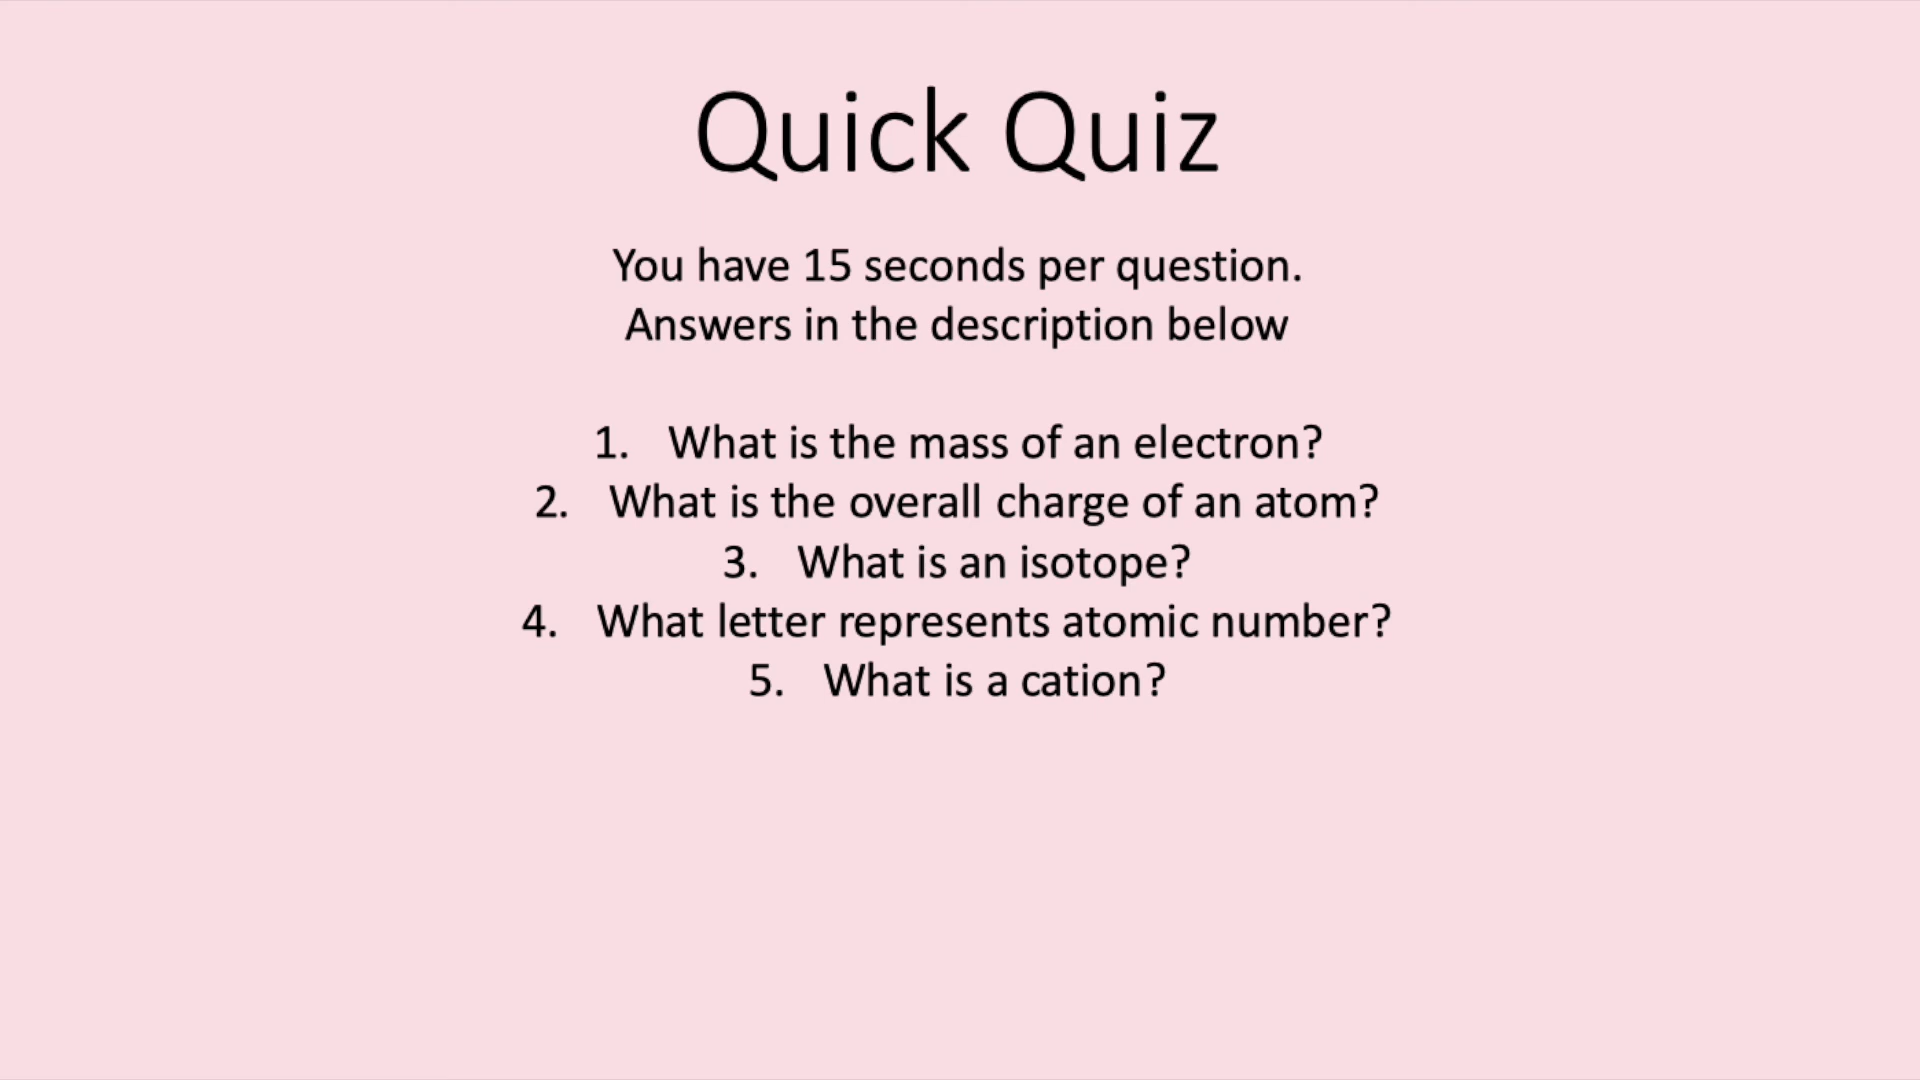 Quick Quiz
You have 15 seconds per question.
Answers in the description below
1. What is the mass of an electron?
2. What is the overall charge of an atom?
3. What is an isotope?
4. What letter represents atomic number?
5. What is a cation?